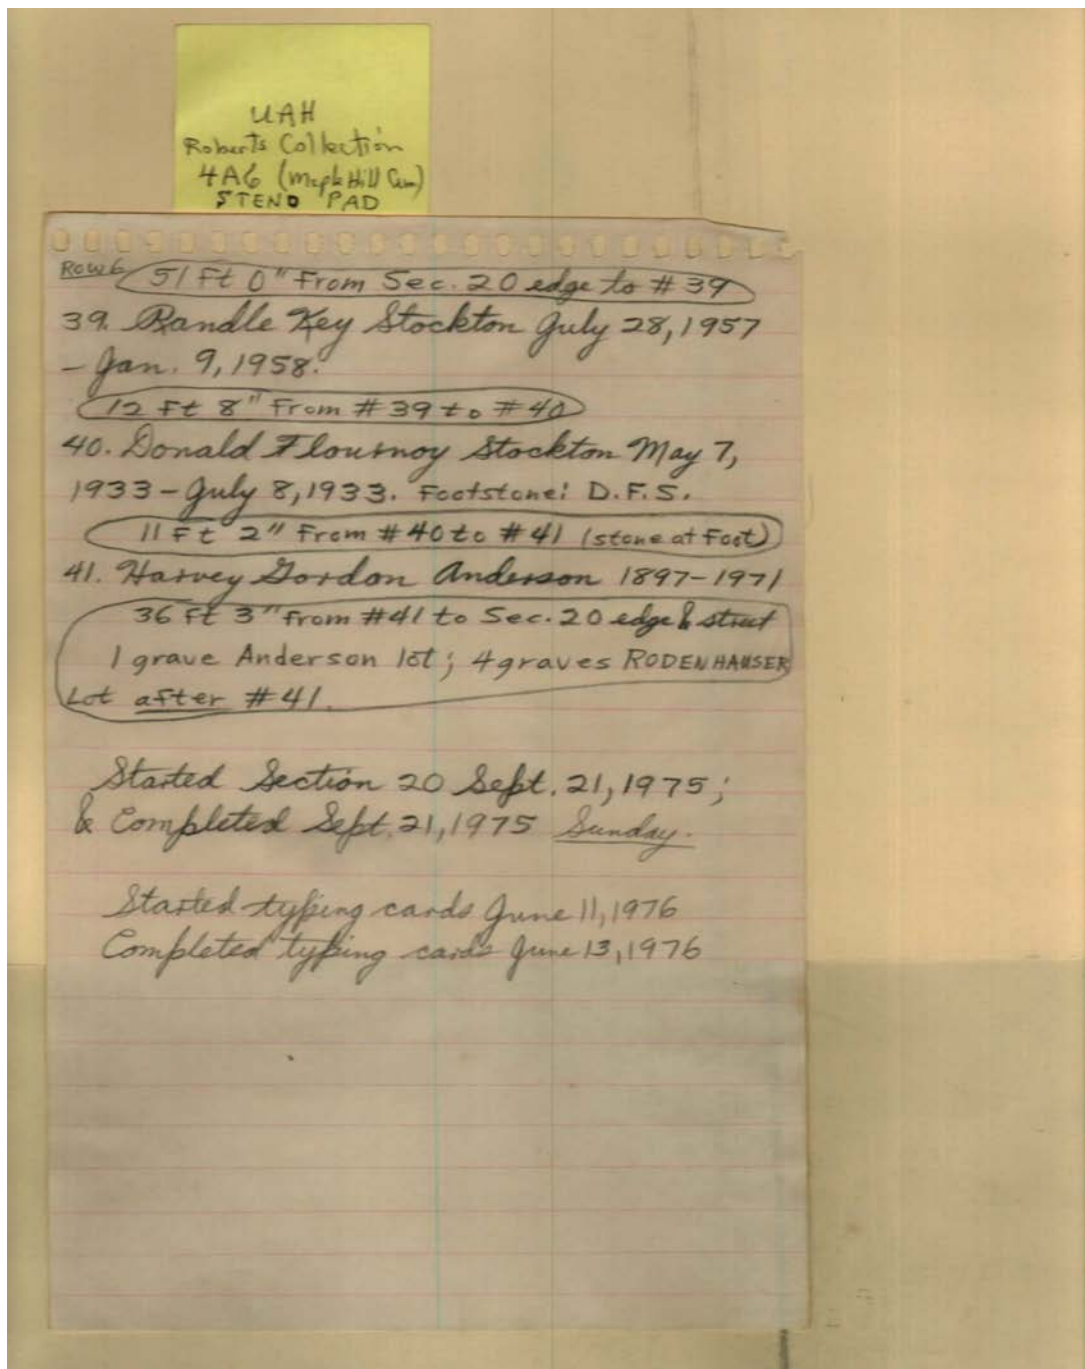 UAH
Roberts Collection
4A6 (Maple Hill Cem)
STENO PAD
Row 6 51 Ft 0" From Sec. 20 edge to # 39
39. Randle Key Stockton July 28, 1957
- Jan. 9, 1958.
12 Ft 8" From # 39 to # 40
40. Donald Flournoy Stockton May 7,
1933 - July 8, 1933. Footstone: D.F.S.
11 Ft 2" From # 40 to # 41 (stone at Foot)
41. Harvey Gordon Anderson 1897-1971
36 Ft 3" From #41 to Sec. 20 edge & street
1 grave Anderson lot; 4 graves RODENHAUSER
Lot after #41.
Started Section 20 Sept. 21, 1975;
& Completed Sept. 21, 1975 Sunday.
Started typing cards June 11, 1976
Completed typing cards June 13, 1976